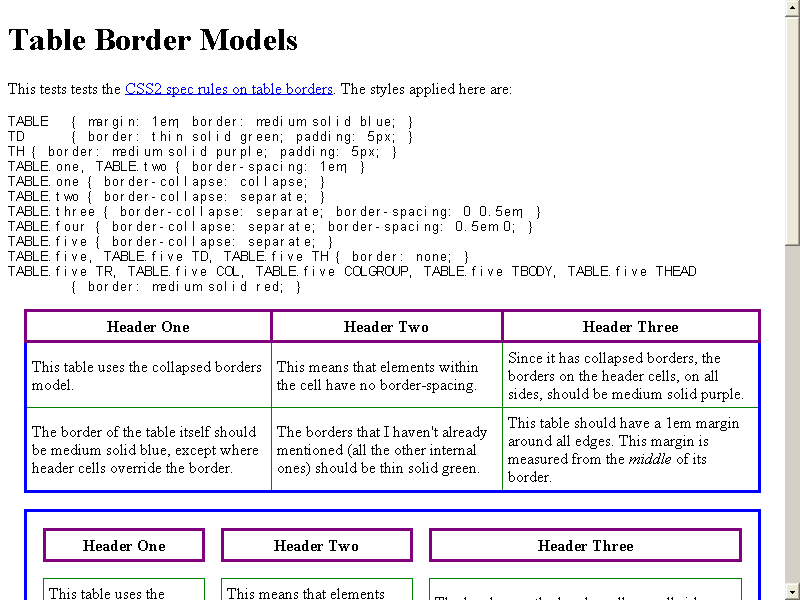 Table Border Models
This tests tests the CSS2 spec rules on table borders. The styles applied here are:
TABLE   { margin: 1em; border: medium solid blue; }
TD      { border: thin solid green; padding: 5px; }
TH { border: medium solid purple; padding: 5px; }
TABLE.one, TABLE.two { border-spacing: 1em; }
TABLE.one { border-collapse: collapse; }
TABLE.two { border-collapse: separate; }
TABLE.three { border-collapse: separate; border-spacing: 0 0.5em; }
TABLE.four { border-collapse: separate; border-spacing: 0.5em 0; }
TABLE.five { border-collapse: separate; }
TABLE.five, TABLE.five TD, TABLE.five TH { border: none; }
TABLE.five TR, TABLE.five COL, TABLE.five COLGROUP, TABLE.five TBODY, TABLE.five THEAD
        { border: medium solid red; }
Header One
Header Two
Header Three
This table uses the collapsed borders
model.
This means that elements within
the cell have no border-spacing.
Since it has collapsed borders, the
borders on the header cells, on all
sides, should be medium solid purple.
The border of the table itself should
be medium solid blue, except where
header cells override the border.
The borders that I haven't already
mentioned (all the other internal
ones) should be thin solid green.
This table should have a 1em margin
around all edges. This margin is
measured from the middle of its
border.
Header One
Header Two
Header Three
This table uses the
This means that elements